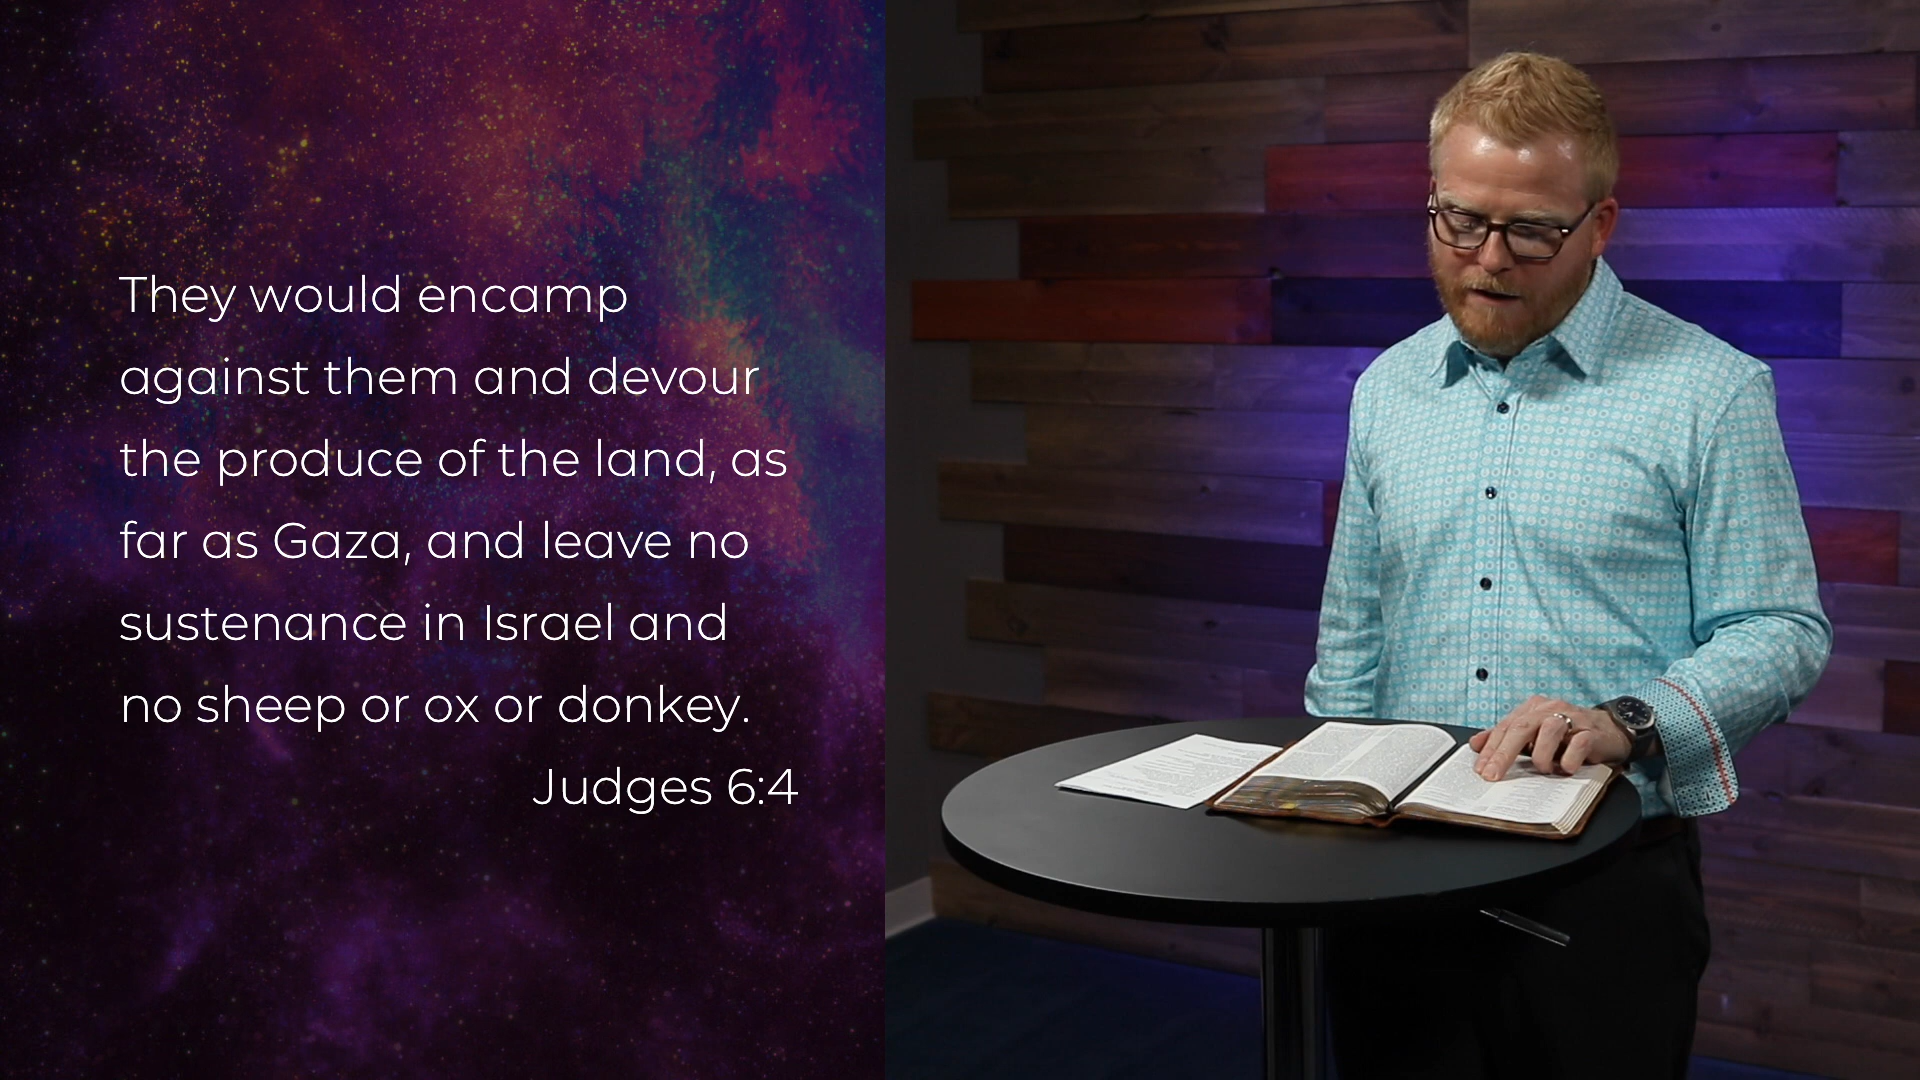 They would encamp
against them and devour
the produce of the land, as
far as Gaza, and leave no
sustenance in Israel and
no sheep or ox or donkey.
Judges 6:4